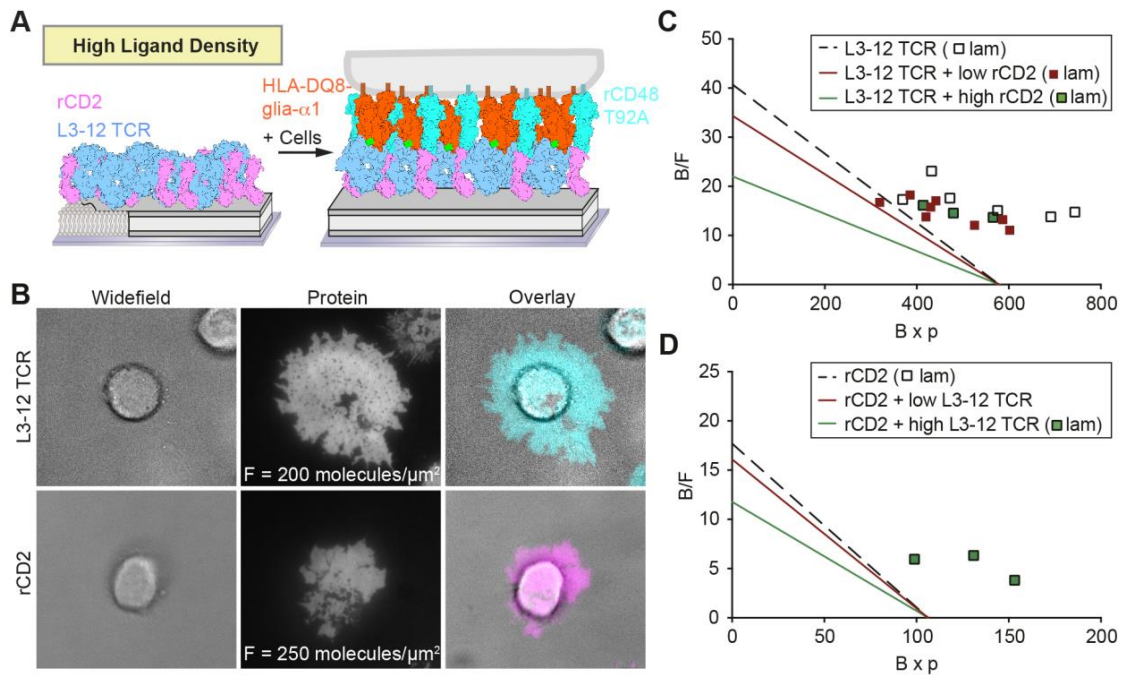 A
High Ligand Density
rCD2
L3-12 TCR
HLA-DQ8-
glia-α1
+ Cells
rCD48
T92A
B
Widefield
Protein
Overlay
L3-12 TCR
F = 200 molecules/µm²
rCD2
F = 250 molecules/µm²
C
50
40
30
20
10
0
B/F
0 200 400 600 800
B x p
L3-12 TCR (lam)
L3-12 TCR + low rCD2 (lam)
L3-12 TCR + high rCD2 (lam)
D
25
20
15
10
5
0
B/F
0 50 100 150 200
B x p
rCD2 (lam)
rCD2 + low L3-12 TCR
rCD2 + high L3-12 TCR (lam)